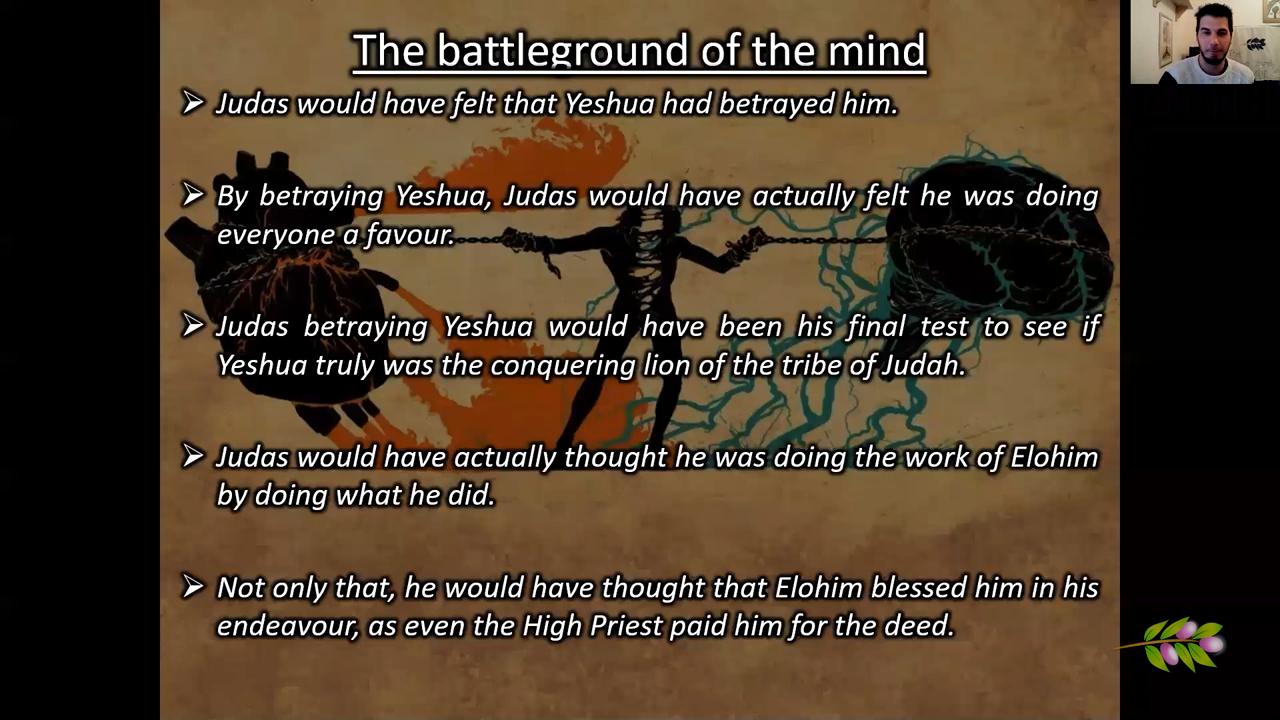 The battleground of the mind
➢ Judas would have felt that Yeshua had betrayed him.
➢ By betraying Yeshua, Judas would have actually felt he was doing
everyone a favour.
➢ Judas betraying Yeshua would have been his final test to see if
Yeshua truly was the conquering lion of the tribe of Judah.
➢ Judas would have actually thought he was doing the work of Elohim
by doing what he did.
➢ Not only that, he would have thought that Elohim blessed him in his
endeavour, as even the High Priest paid him for the deed.